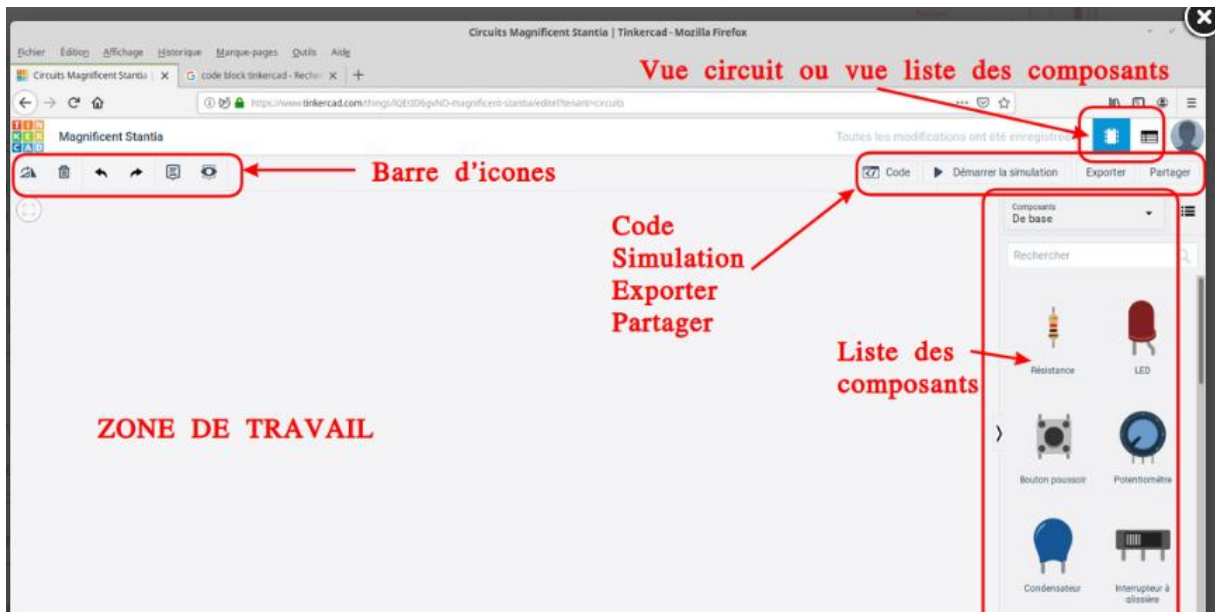 Circuits Magnificent Stantia | Tinkercad - Mozilla Firefox
Fichier Édition Affichage Historique Marque-pages Outils Aide
Circuits Magnificent Stantia
code block tinkercad - Recher
Vue circuit ou vue liste des composants
TINKERCAD
Magnificent Stantia
Toutes les modifications ont été enregistrée
Barre d'icones
Code
Démarrer la simulation
Exporter
Partager
Composants
De base
Rechercher
Code
Simulation
Exporter
Partager
Liste des
composants
Résistance
LED
ZONE DE TRAVAIL
Bouton poussoir
Potentiomètre
Condensateur
Interrupteur à
glissière